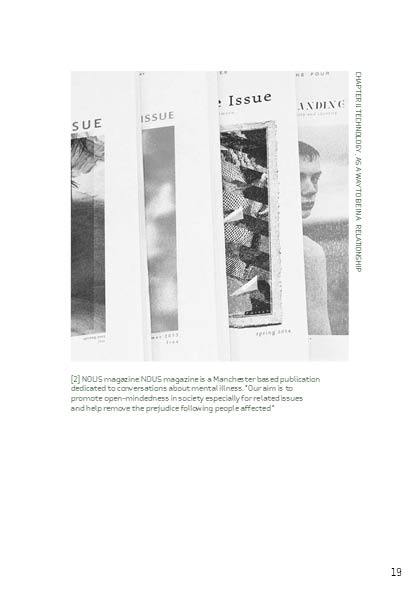 CHAPTER II TECHNOLOGY, AS A WAY TO BE IN A RELATIONSHIP
SUE
ISSUE
e Issue
ANDING
spring 2014
free
[2] NOUS magazine.NOUS magazine is a Manchester based publication
dedicated to conversations about mental illness. "Our aim is to
promote open-mindedness in society especially for related issues
and help remove the prejudice following people affected"
19